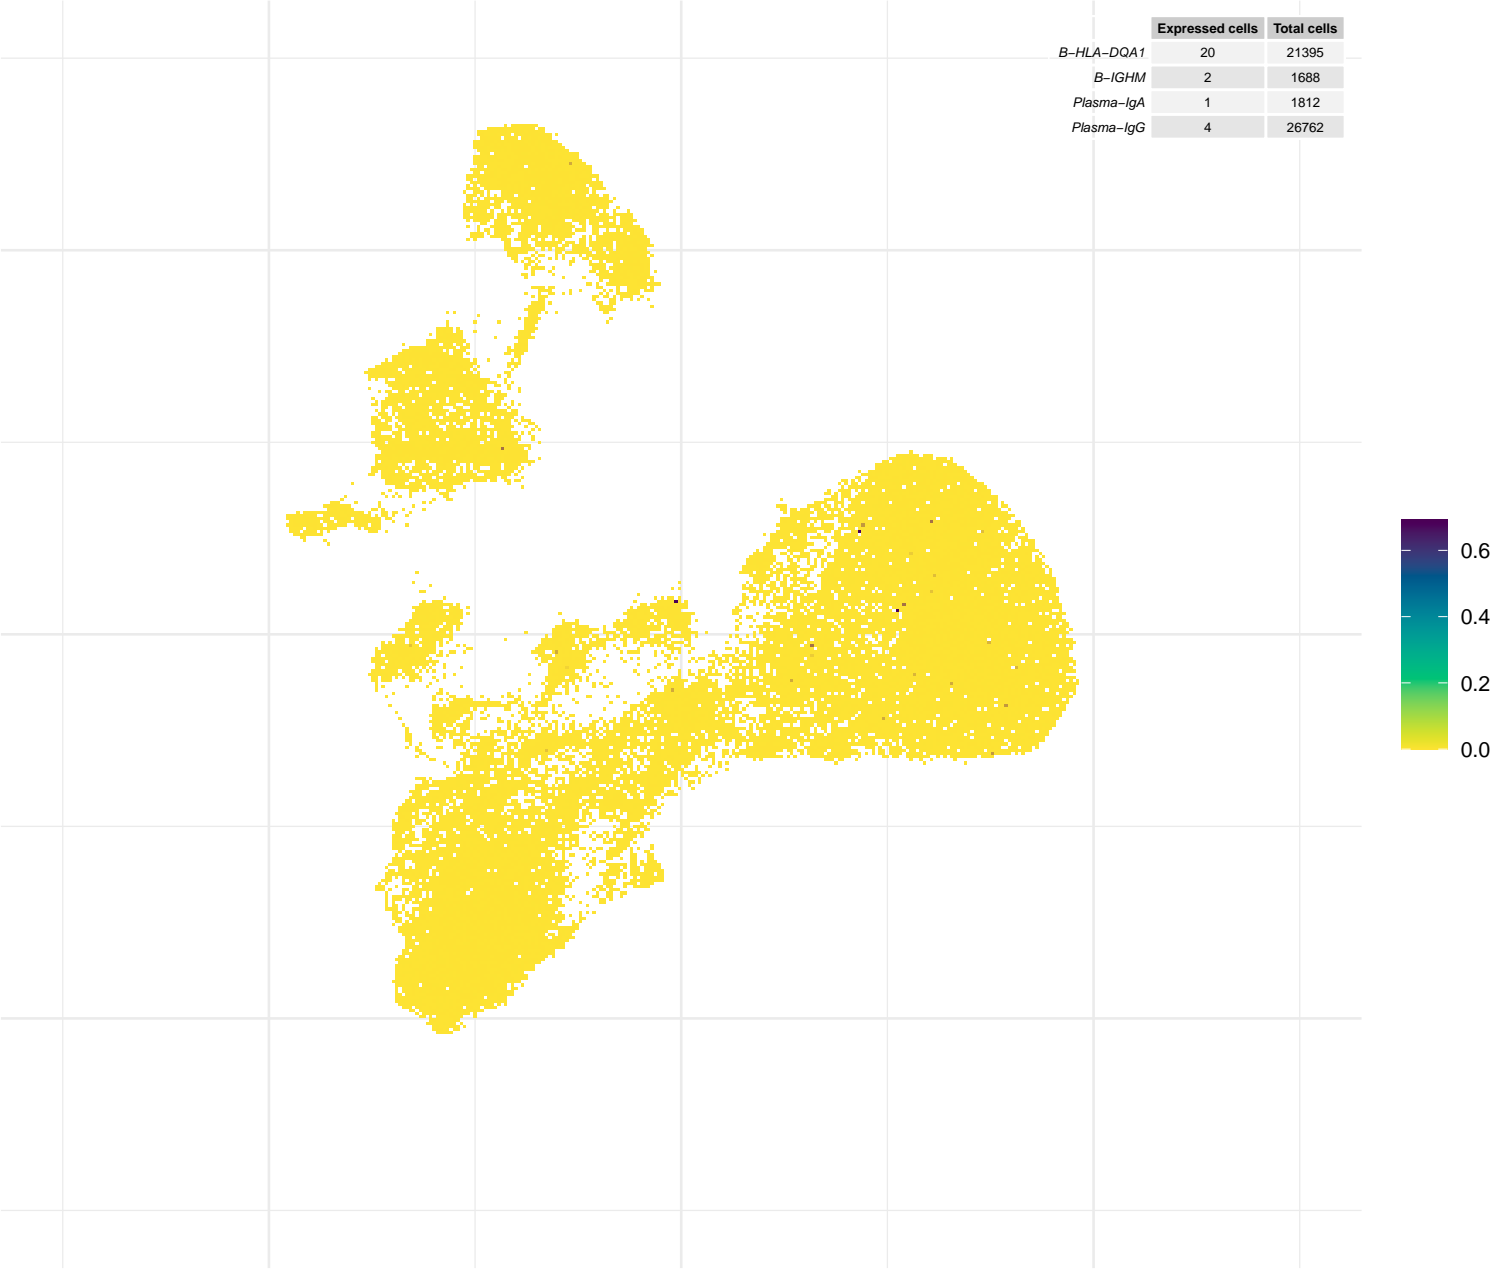 Expressed cells Total cells
B−HLA−DQA1 20 21395
B−IGHM 2 1688
Plasma−IgA 1 1812
Plasma−IgG 4 26762
0.6
0.4
0.2
0.0